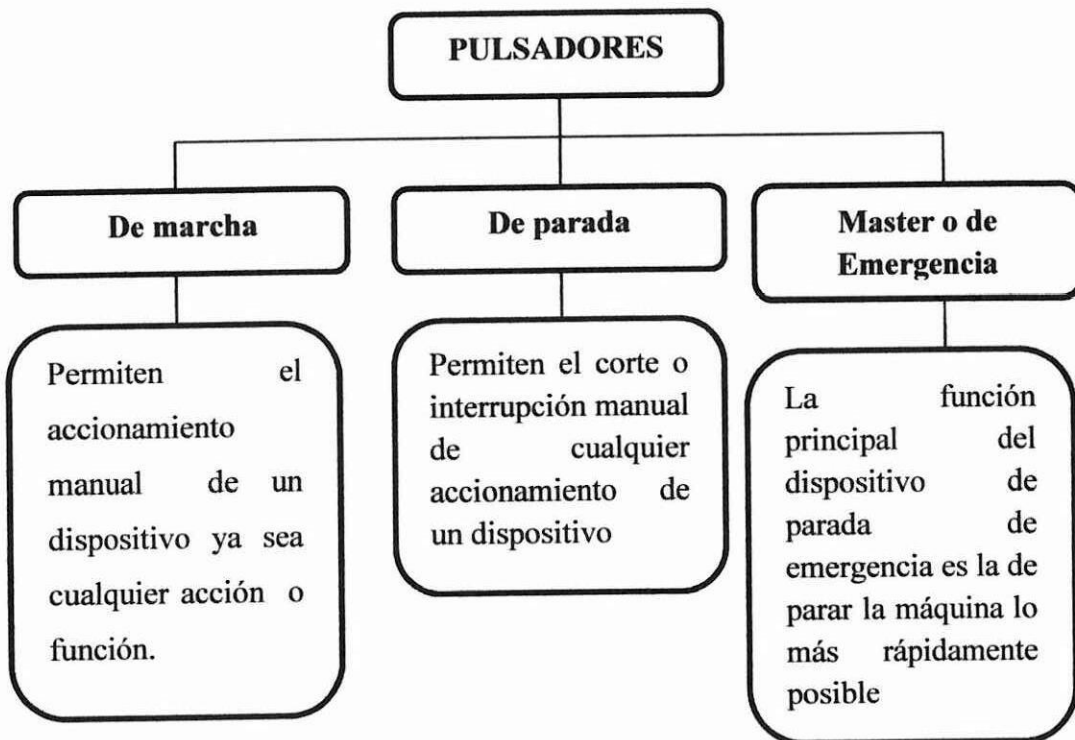 PULSADORES
De marcha
Permiten el
accionamiento
manual de un
dispositivo ya sea
cualquier acción o
función.
De parada
Permiten el corte o
interrupción manual
de cualquier
accionamiento de
un dispositivo
Master o de
Emergencia
La función
principal del
dispositivo de
parada de
emergencia es la de
parar la máquina lo
más rápidamente
posible